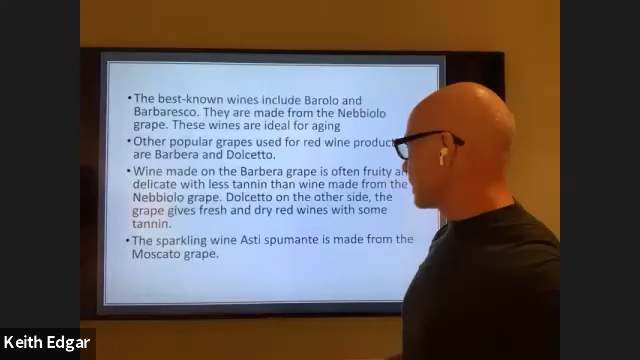 •The best-known wines include Barolo and
Barbaresco. They are made from the Nebbiolo
grape. These wines are ideal for aging
•Other popular grapes used for red wine
are Barbera and Dolcetto.
•Wine made on the Barbera grape is often fruity
delicate with less tannin than wine made from the
Nebbiolo grape. Dolcetto on the other side, the
grape gives fresh and dry red wines with some
tannin.
•The sparkling wine Asti spumante is made from the
Moscato grape.
Keith Edgar